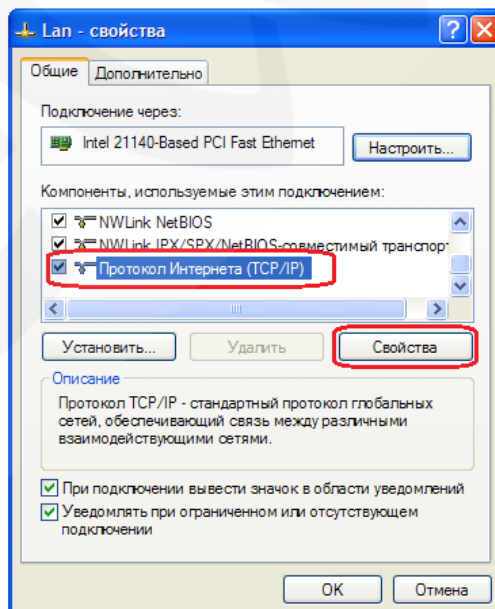 Lan - свойства
Общие
Дополнительно
Подключение через:
Intel 21140-Based PCI Fast Ethernet
Настроить...
Компоненты, используемые этим подключением:
NWLink NetBIOS
NWLink IPX/SPX/NetBIOS-совместимый транспорт
Протокол Интернета (TCP/IP)
Установить...
Удалить
Свойства
Описание
Протокол TCP/IP - стандартный протокол глобальных
сетей, обеспечивающий связь между различными
взаимодействующими сетями.
При подключении вывести значок в области уведомлений
Уведомлять при ограниченном или отсутствующем
подключении
OK
Отмена